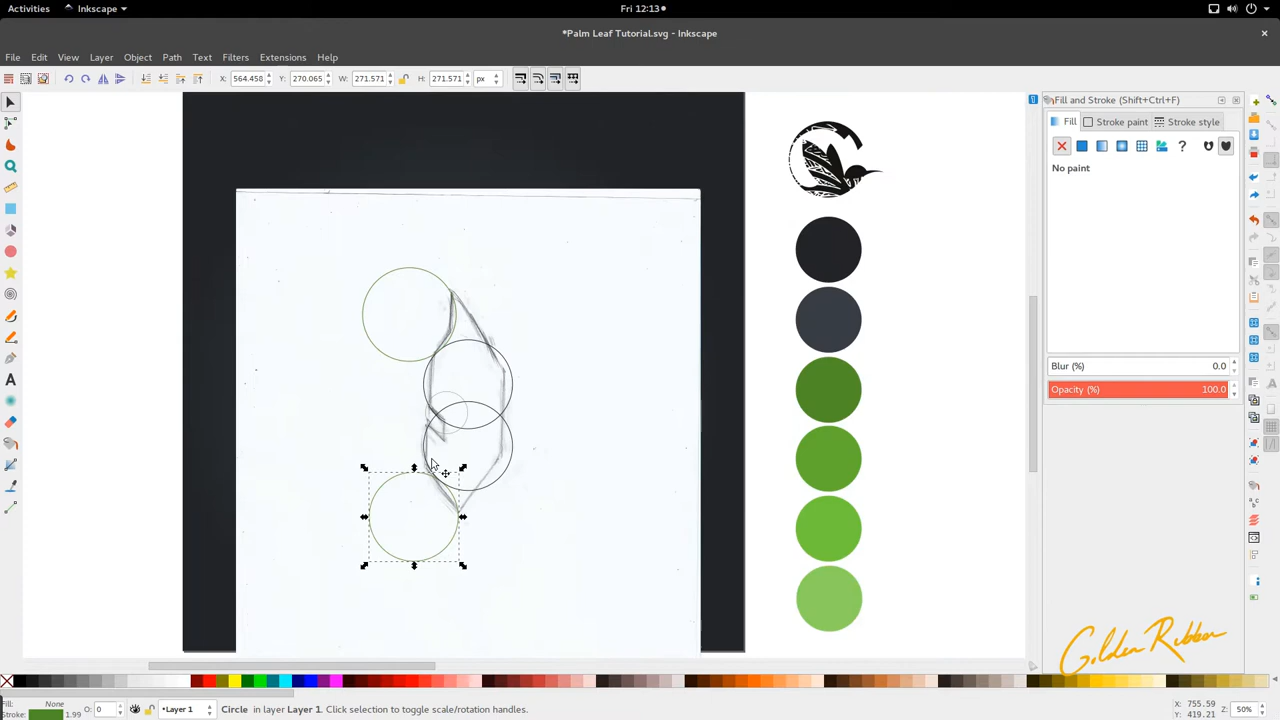 Activities
Inkscape
Fri 12:13
*Palm Leaf Tutorial.svg - Inkscape
File Edit View Layer Object Path Text Filters Extensions Help
X: 564.458 Y: 270.065 W: 271.571 H: 271.571 px
Fill and Stroke (Shift+Ctrl+F)
Fill Stroke paint Stroke style
?
No paint
Blur (%) 0.0
Opacity (%) 100.0
Golden Ribbon
Fill: None
Stroke: 1.99
O: 0
Layer 1
Circle in layer Layer 1. Click selection to toggle scale/rotation handles.
X: 755.59
Y: 419.21
Z: 50%